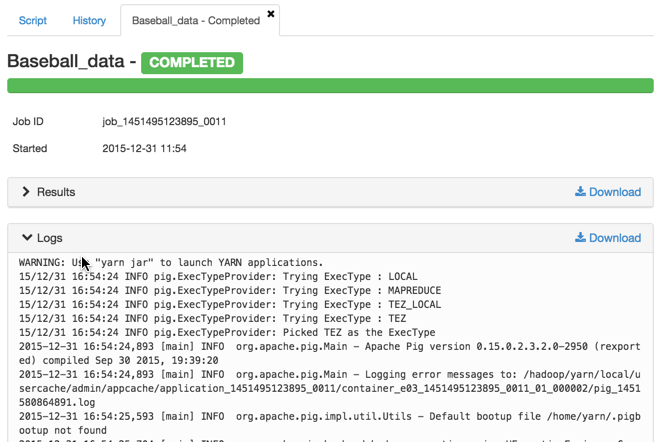 Script History Baseball_data - Completed ✖
Baseball_data - COMPLETED
Job ID job_1451495123895_0011
Started 2015-12-31 11:54
Results Download
Logs Download
WARNING: Use "yarn jar" to launch YARN applications.
15/12/31 16:54:24 INFO pig.ExecTypeProvider: Trying ExecType : LOCAL
15/12/31 16:54:24 INFO pig.ExecTypeProvider: Trying ExecType : MAPREDUCE
15/12/31 16:54:24 INFO pig.ExecTypeProvider: Trying ExecType : TEZ_LOCAL
15/12/31 16:54:24 INFO pig.ExecTypeProvider: Trying ExecType : TEZ
15/12/31 16:54:24 INFO pig.ExecTypeProvider: Picked TEZ as the ExecType
2015-12-31 16:54:24,893 [main] INFO  org.apache.pig.Main - Apache Pig version 0.15.0.2.3.2.0-2950 (rexport
ed) compiled Sep 30 2015, 19:39:20
2015-12-31 16:54:24,893 [main] INFO  org.apache.pig.Main - Logging error messages to: /hadoop/yarn/local/u
sercache/admin/appcache/application_1451495123895_0011/container_e03_1451495123895_0011_01_000002/pig_1451
580864891.log
2015-12-31 16:54:25,593 [main] INFO  org.apache.pig.impl.util.Utils - Default bootup file /home/yarn/.pigb
ootup not found